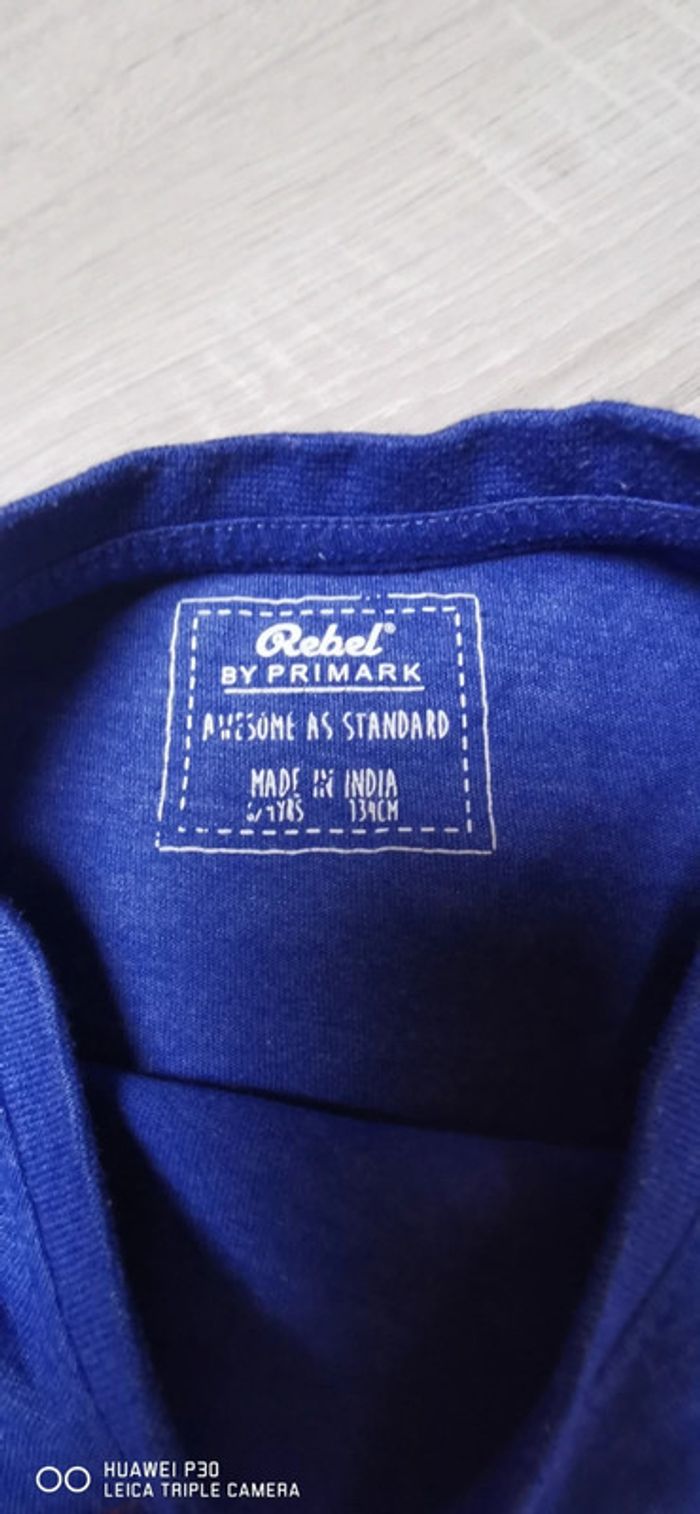 Rebel®
BY PRIMARK
AWESOME AS STANDARD
MADE IN INDIA
134CM
HUAWEI P30
LEICA TRIPLE CAMERA